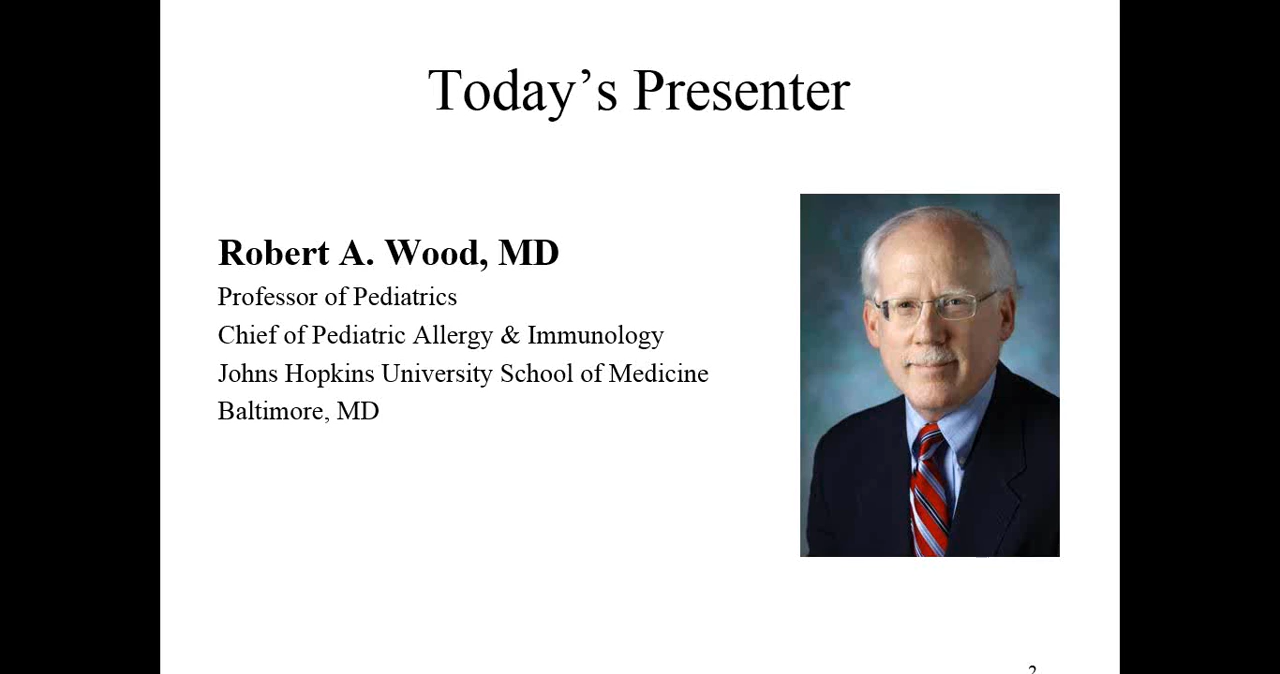 Today’s Presenter
Robert A. Wood, MD
Professor of Pediatrics
Chief of Pediatric Allergy & Immunology
Johns Hopkins University School of Medicine
Baltimore, MD
2